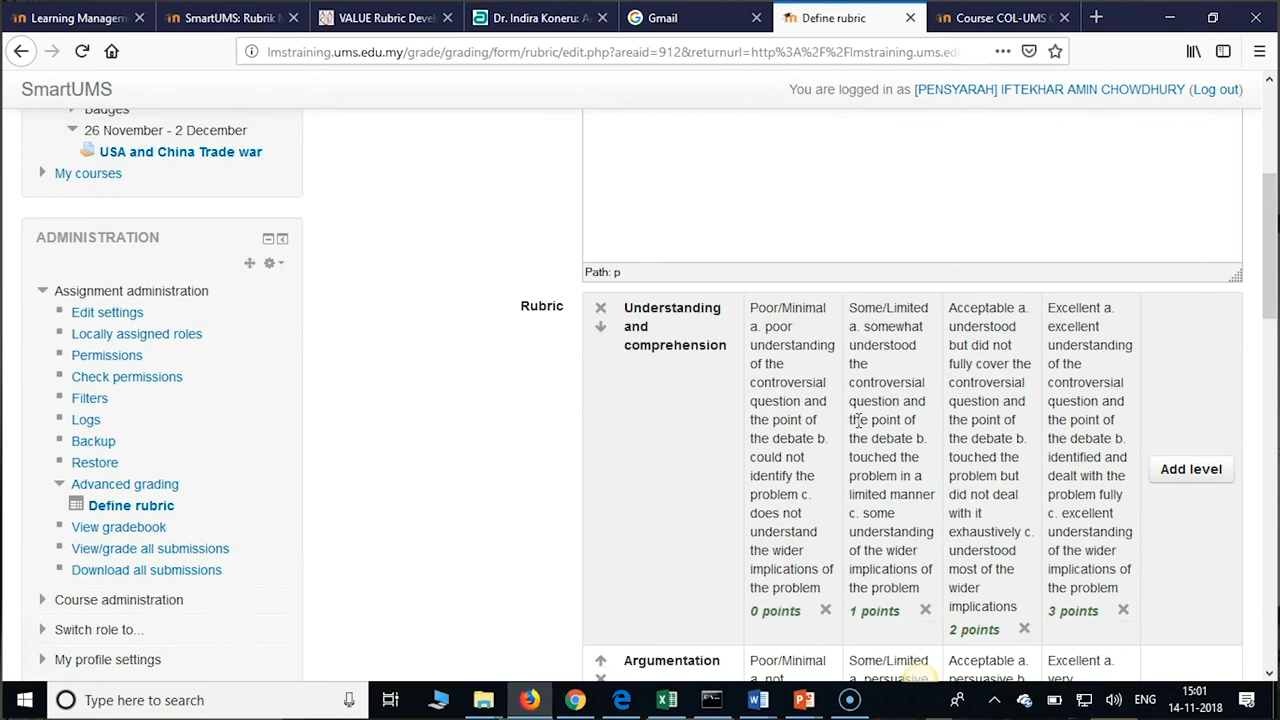 Learning Manageme
SmartUMS: Rubrik
VALUE Rubric Devel
Dr. Indira Koneru: A
Gmail
Define rubric
Course: COL-UMS C
lmstraining.ums.edu.my/grade/grading/form/rubric/edit.php?areaid=912&returnurl=http%3A%2F%2Flmstraining.ums.ed
SmartUMS
You are logged in as [PENSYARAH] IFTEKHAR AMIN CHOWDHURY (Log out)
Badges
26 November - 2 December
USA and China Trade war
My courses
ADMINISTRATION
Assignment administration
Edit settings
Locally assigned roles
Permissions
Check permissions
Filters
Logs
Backup
Restore
Advanced grading
Define rubric
View gradebook
View/grade all submissions
Download all submissions
Course administration
Switch role to...
My profile settings
Path: p
Rubric
Understanding
and
comprehension
Poor/Minimal
a. poor
understanding
of the
controversial
question and
the point of
the debate b.
could not
identify the
problem c.
does not
understand
the wider
implications of
the problem
0 points
Some/Limited
a. somewhat
understood
the
controversial
question and
the point of
the debate b.
touched the
problem in a
limited manner
c. some
understanding
of the wider
implications of
the problem
1 points
Acceptable a.
understood
but did not
fully cover the
controversial
question and
the point of
the debate b.
touched the
problem but
did not deal
with it
exhaustively c.
understood
most of the
wider
implications
2 points
Excellent a.
excellent
understanding
of the
controversial
question and
the point of
the debate b.
identified and
dealt with the
problem fully
c. excellent
understanding
of the wider
implications of
the problem
3 points
Add level
Argumentation
Poor/Minimal
a. not
Some/Limited
a. persuasive
Acceptable a.
persuasive b.
Excellent a.
very
Type here to search
ENG
15:01
14-11-2018